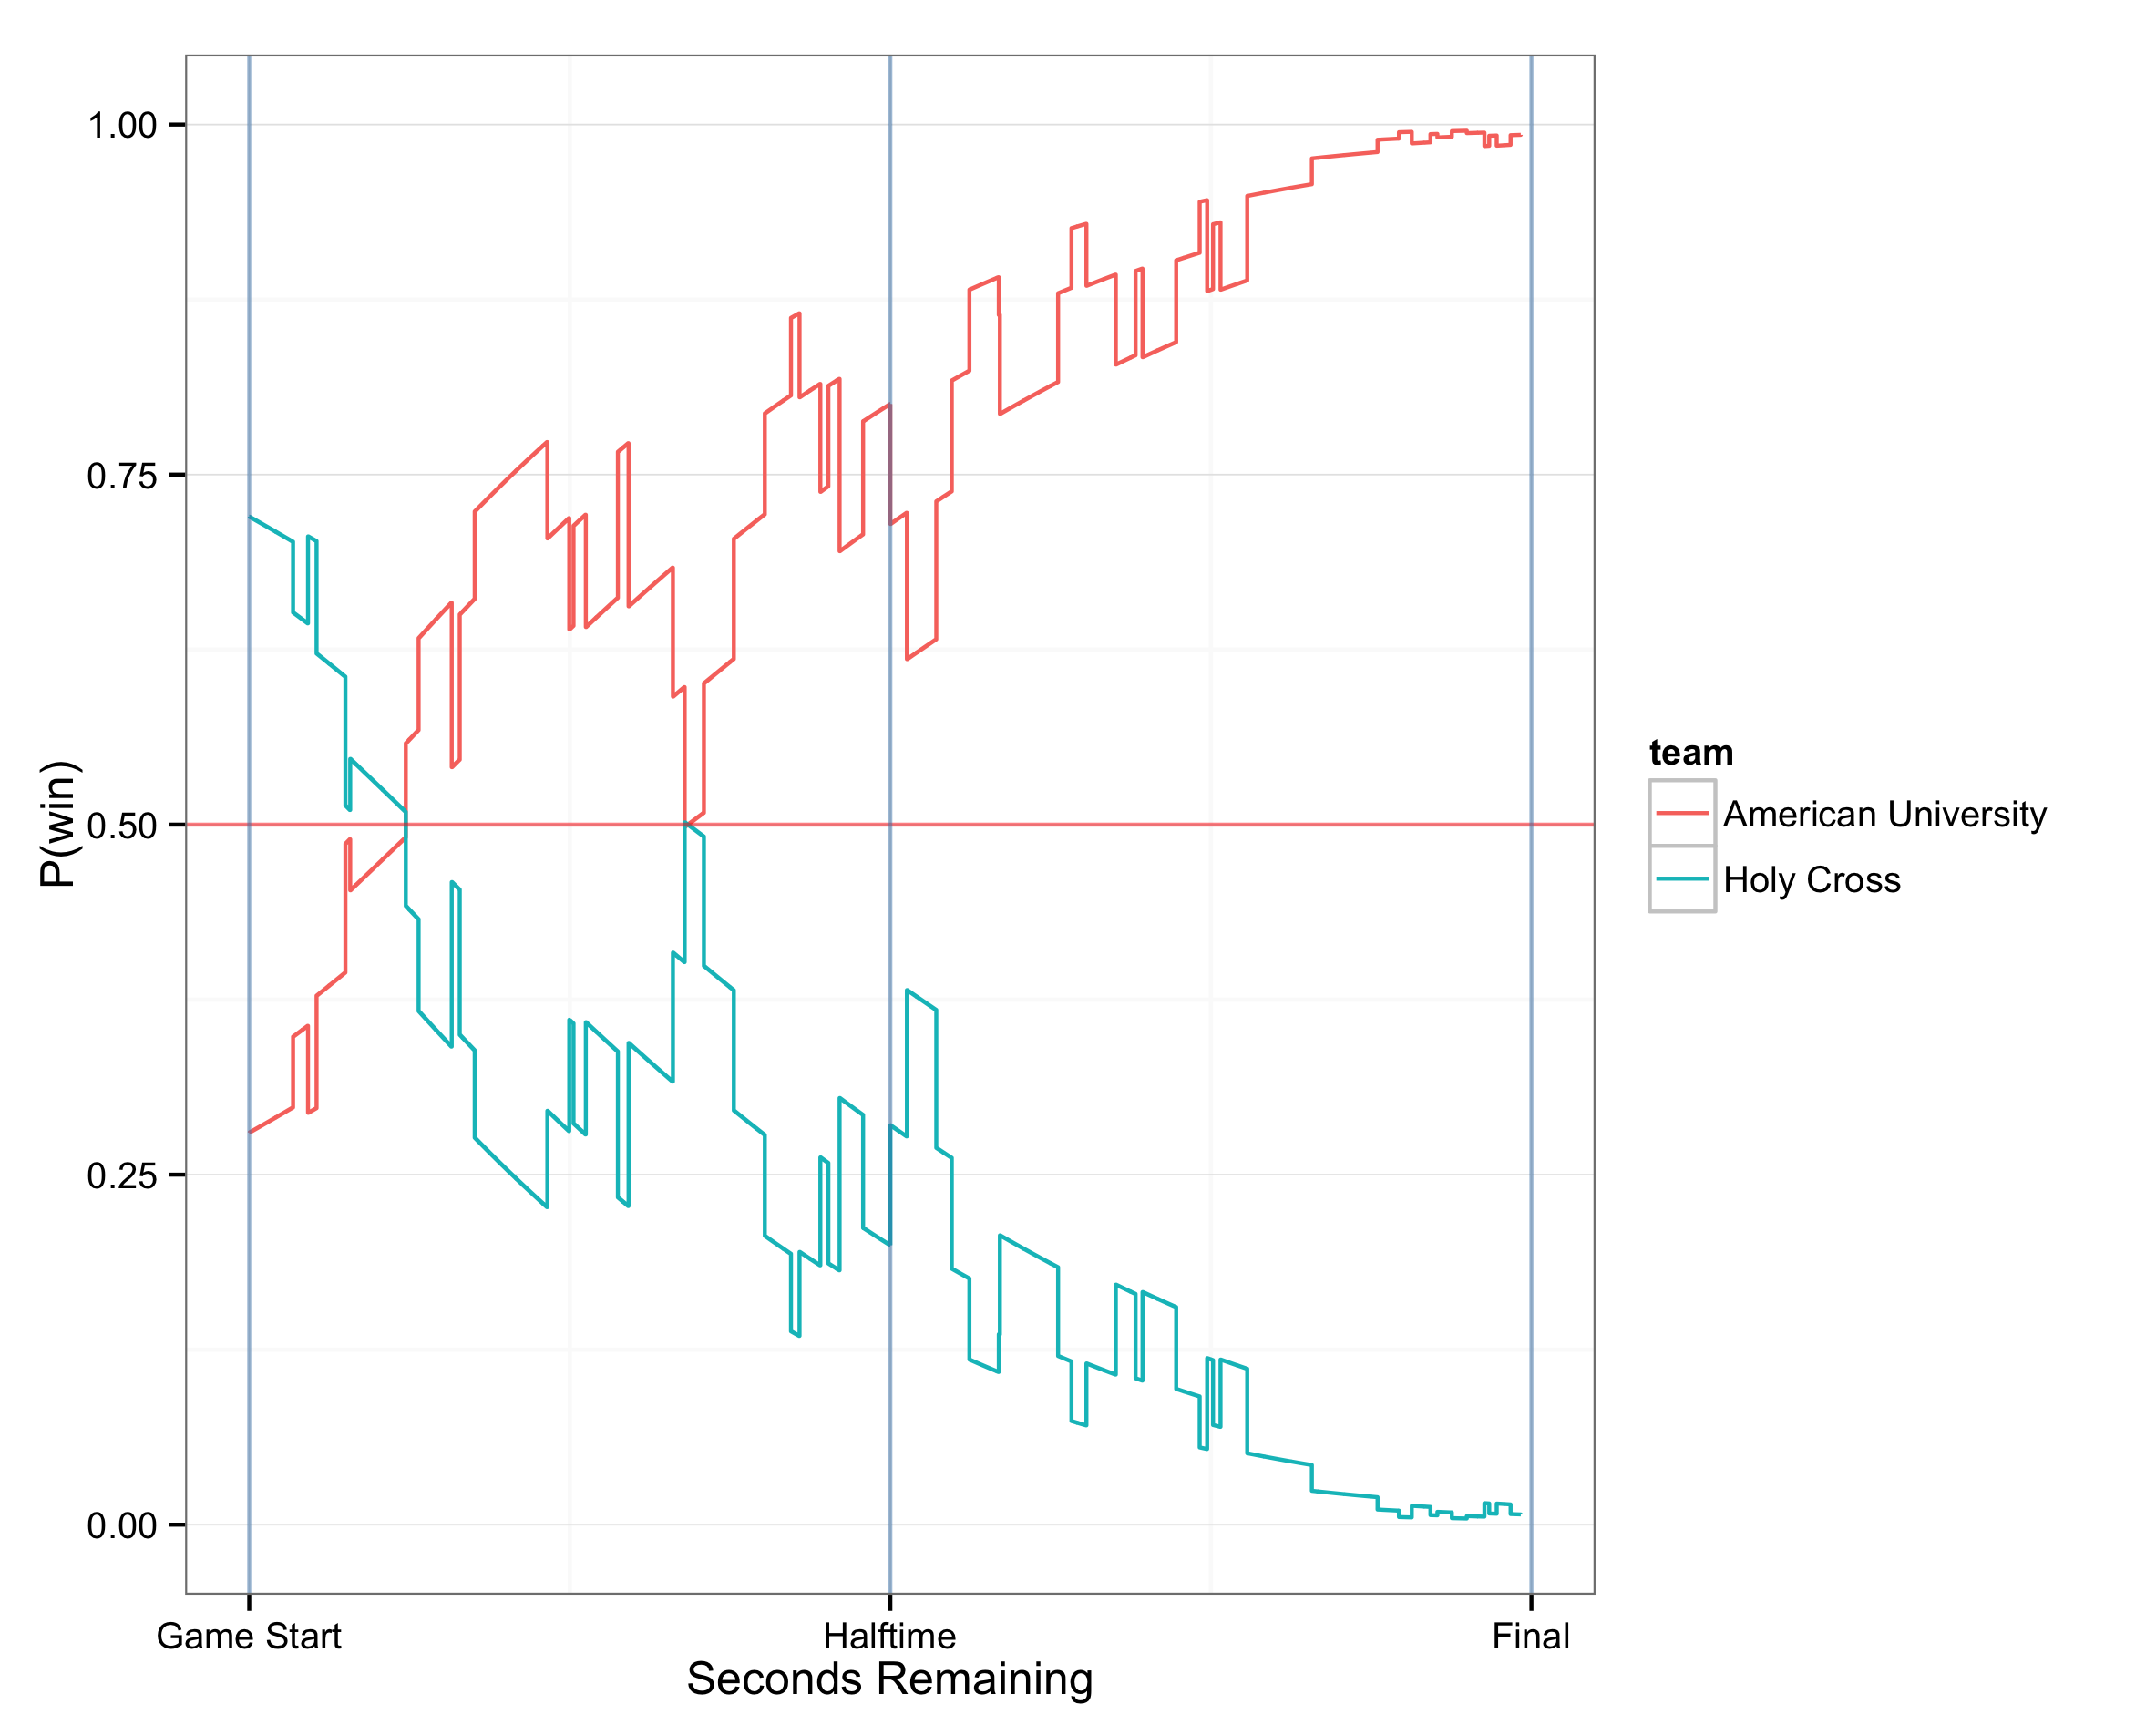 1.00
0.75
0.50
0.25
0.00
P(win)
Game Start
Halftime
Final
Seconds Remaining
team
American University
Holy Cross